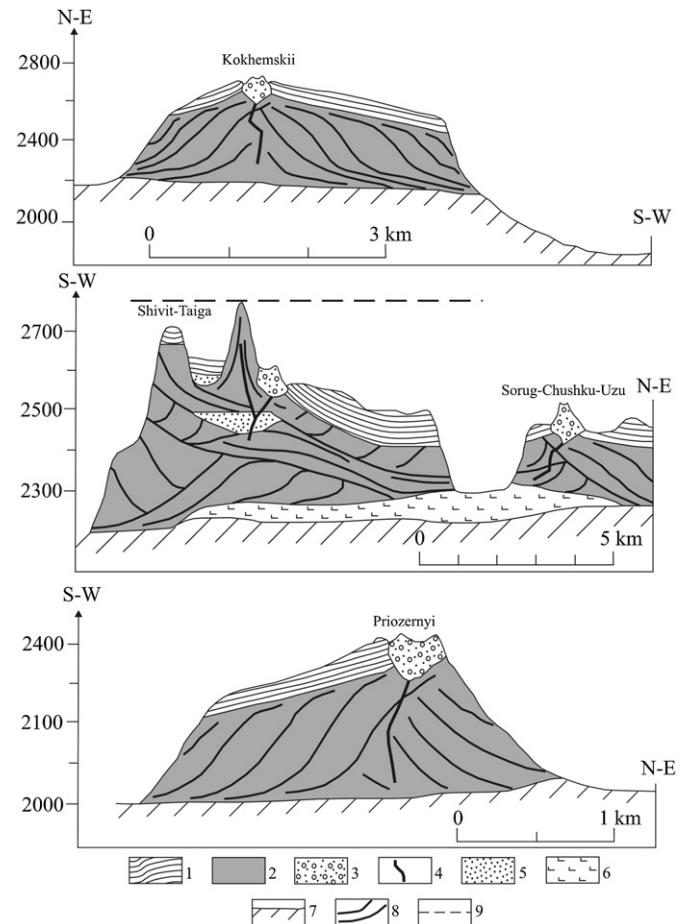 N-E
2800
Kokhemskii
2400
2000
S-W
0 3 km
S-W
Shivit-Taiga
2700
Sorug-Chushku-Uzu
N-E
2500
2300
0 5 km
S-W
Priozernyi
2400
2100
N-E
2000
0 1 km
1 2 3 4 5 6
7 8 9